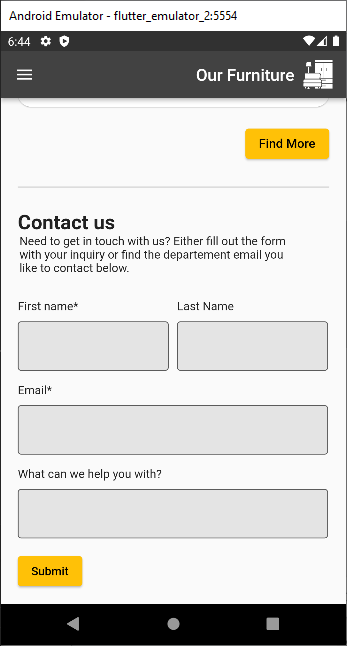 Android Emulator - flutter_emulator_2:5554
6:44
Our Furniture
Find More
Contact us
Need to get in touch with us? Either fill out the form
with your inquiry or find the departement email you
like to contact below.
First name* Last Name
Email*
What can we help you with?
Submit